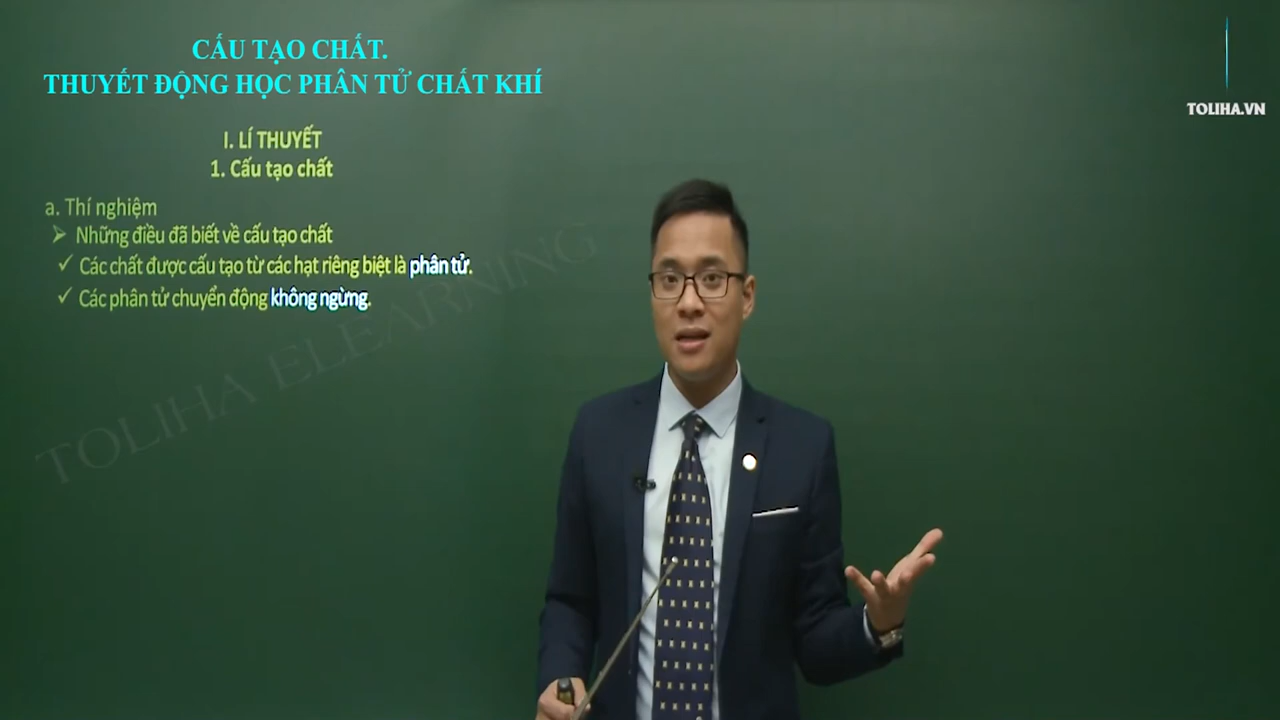 CẤU TẠO CHẤT.
THUYẾT ĐỘNG HỌC PHÂN TỬ CHẤT KHÍ
TOLIHA.VN
I. LÍ THUYẾT
1. Cấu tạo chất
a. Thí nghiệm
➢ Những điều đã biết về cấu tạo chất
✓ Các chất được cấu tạo từ các hạt riêng biệt là phân tử.
✓ Các phân tử chuyển động không ngừng.
TOLIHA ELEARNING